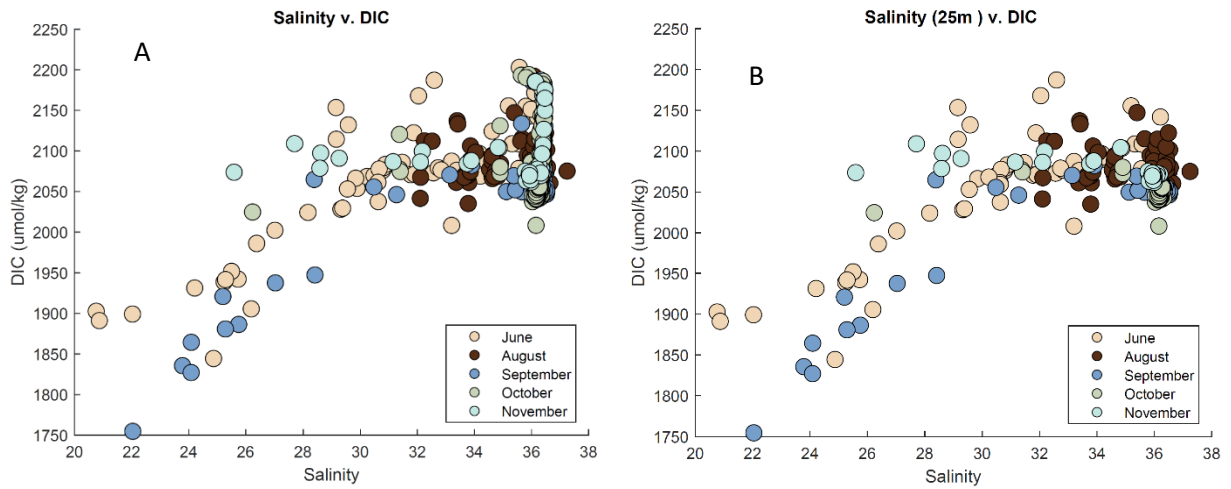 Salinity v. DIC
A
DIC (umol/kg)
2250
2200
2150
2100
2050
2000
1950
1900
1850
1800
1750
20 22 24 26 28 30 32 34 36 38
Salinity
June
August
September
October
November
Salinity (25m ) v. DIC
B
DIC (umol/kg)
2250
2200
2150
2100
2050
2000
1950
1900
1850
1800
1750
20 22 24 26 28 30 32 34 36 38
Salinity
June
August
September
October
November